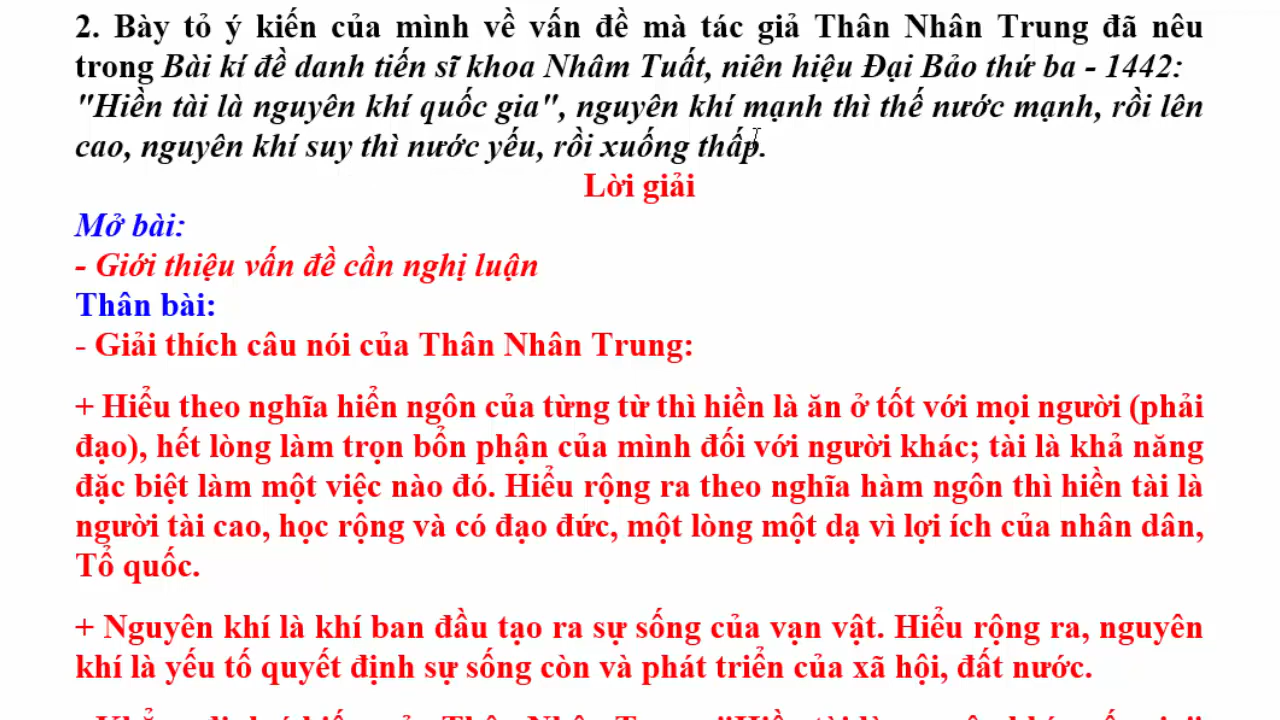 2. Bày tỏ ý kiến của mình về vấn đề mà tác giả Thân Nhân Trung đã nêu
trong Bài kí đề danh tiến sĩ khoa Nhâm Tuất, niên hiệu Đại Bảo thứ ba - 1442:
"Hiền tài là nguyên khí quốc gia", nguyên khí mạnh thì thế nước mạnh, rồi lên
cao, nguyên khí suy thì nước yếu, rồi xuống thấp.
Lời giải
Mở bài:
- Giới thiệu vấn đề cần nghị luận
Thân bài:
- Giải thích câu nói của Thân Nhân Trung:
+ Hiểu theo nghĩa hiển ngôn của từng từ thì hiền là ăn ở tốt với mọi người (phải
đạo), hết lòng làm trọn bổn phận của mình đối với người khác; tài là khả năng
đặc biệt làm một việc nào đó. Hiểu rộng ra theo nghĩa hàm ngôn thì hiền tài là
người tài cao, học rộng và có đạo đức, một lòng một dạ vì lợi ích của nhân dân,
Tổ quốc.
+ Nguyên khí là khí ban đầu tạo ra sự sống của vạn vật. Hiểu rộng ra, nguyên
khí là yếu tố quyết định sự sống còn và phát triển của xã hội, đất nước.